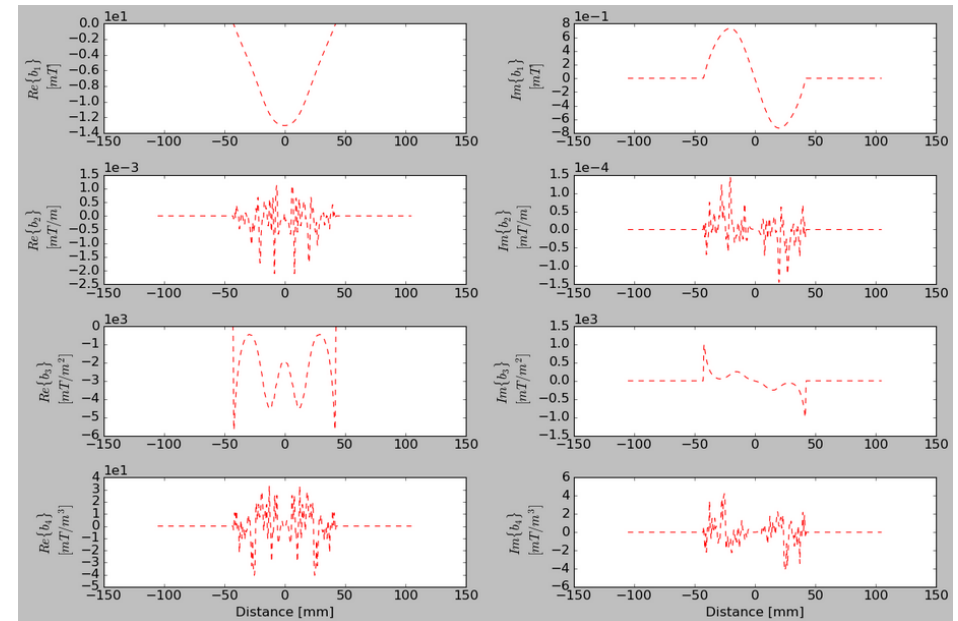 1e1
0.0
−0.2
−0.4
−0.6
−0.8
−1.0
−1.2
−1.4
Re{b₁}
[mT]
−150 −100 −50 0 50 100 150
8e−1
8
6
4
2
0
−2
−4
−6
−8
Im{b₁}
[mT]
−150 −100 −50 0 50 100 150
1e−3
1.5
1.0
0.5
0.0
−0.5
−1.0
−1.5
−2.0
−2.5
Re{b₂}
[mT/m]
−150 −100 −50 0 50 100 150
1e−4
1.5
1.0
0.5
0.0
−0.5
−1.0
−1.5
Im{b₂}
[mT/m]
−150 −100 −50 0 50 100 150
1e3
0
−1
−2
−3
−4
−5
−6
Re{b₃}
[mT/m²]
−150 −100 −50 0 50 100 150
1e3
1.5
1.0
0.5
0.0
−0.5
−1.0
−1.5
Im{b₃}
[mT/m²]
−150 −100 −50 0 50 100 150
1e1
4
3
2
1
0
−1
−2
−3
−4
−5
Re{b₄}
[mT/m³]
−150 −100 −50 0 50 100 150
Distance [mm]
6
4
2
0
−2
−4
−6
Im{b₄}
[mT/m³]
−150 −100 −50 0 50 100 150
Distance [mm]